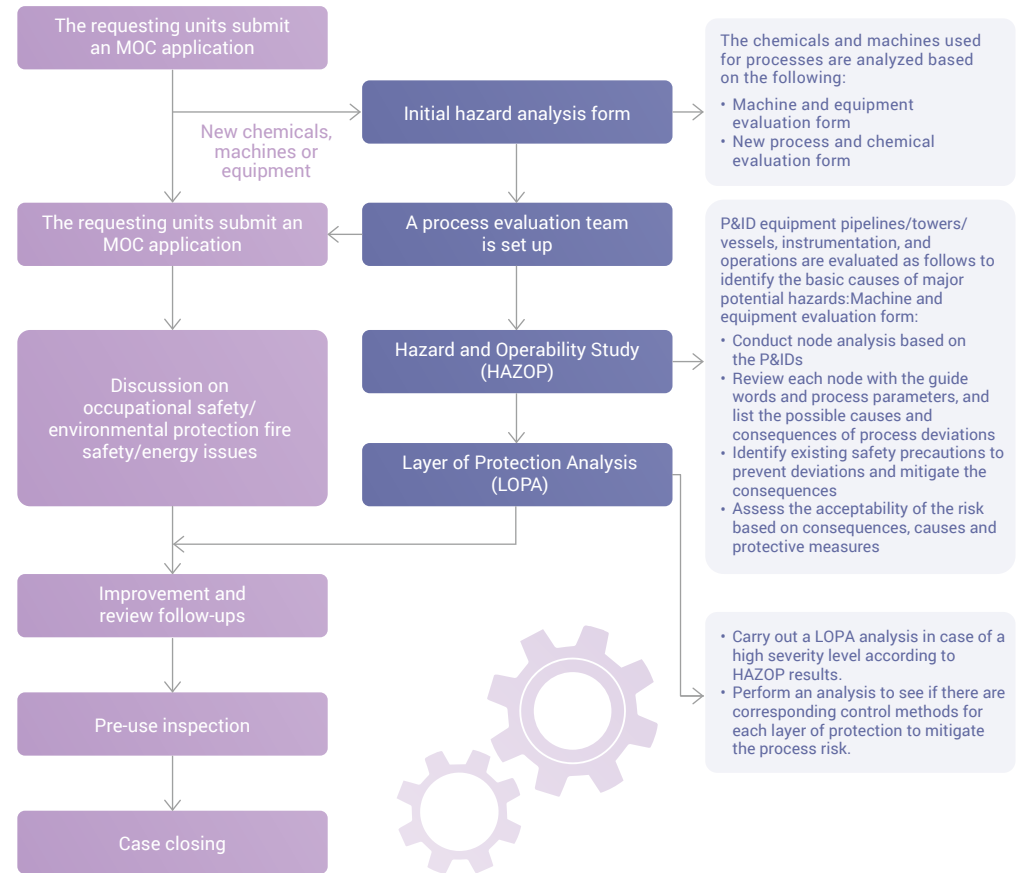 The requesting units submit
an MOC application
New chemicals,
machines or
equipment
Initial hazard analysis form
The chemicals and machines used
for processes are analyzed based
on the following:
• Machine and equipment
evaluation form
• New process and chemical
evaluation form
The requesting units submit an
MOC application
A process evaluation team
is set up
P&ID equipment pipelines/towers/
vessels, instrumentation, and
operations are evaluated as follows to
identify the basic causes of major
potential hazards:Machine and
equipment evaluation form:
• Conduct node analysis based on
the P&IDs
• Review each node with the guide
words and process parameters, and
list the possible causes and
consequences of process deviations
• Identify existing safety precautions to
prevent deviations and mitigate the
consequences
• Assess the acceptability of the risk
based on consequences, causes and
protective measures
Discussion on
occupational safety/
environmental protection fire
safety/energy issues
Hazard and Operability Study
(HAZOP)
Layer of Protection Analysis
(LOPA)
Improvement and
review follow-ups
• Carry out a LOPA analysis in case of a
high severity level according to
HAZOP results.
• Perform an analysis to see if there are
corresponding control methods for
each layer of protection to mitigate
the process risk.
Pre-use inspection
Case closing